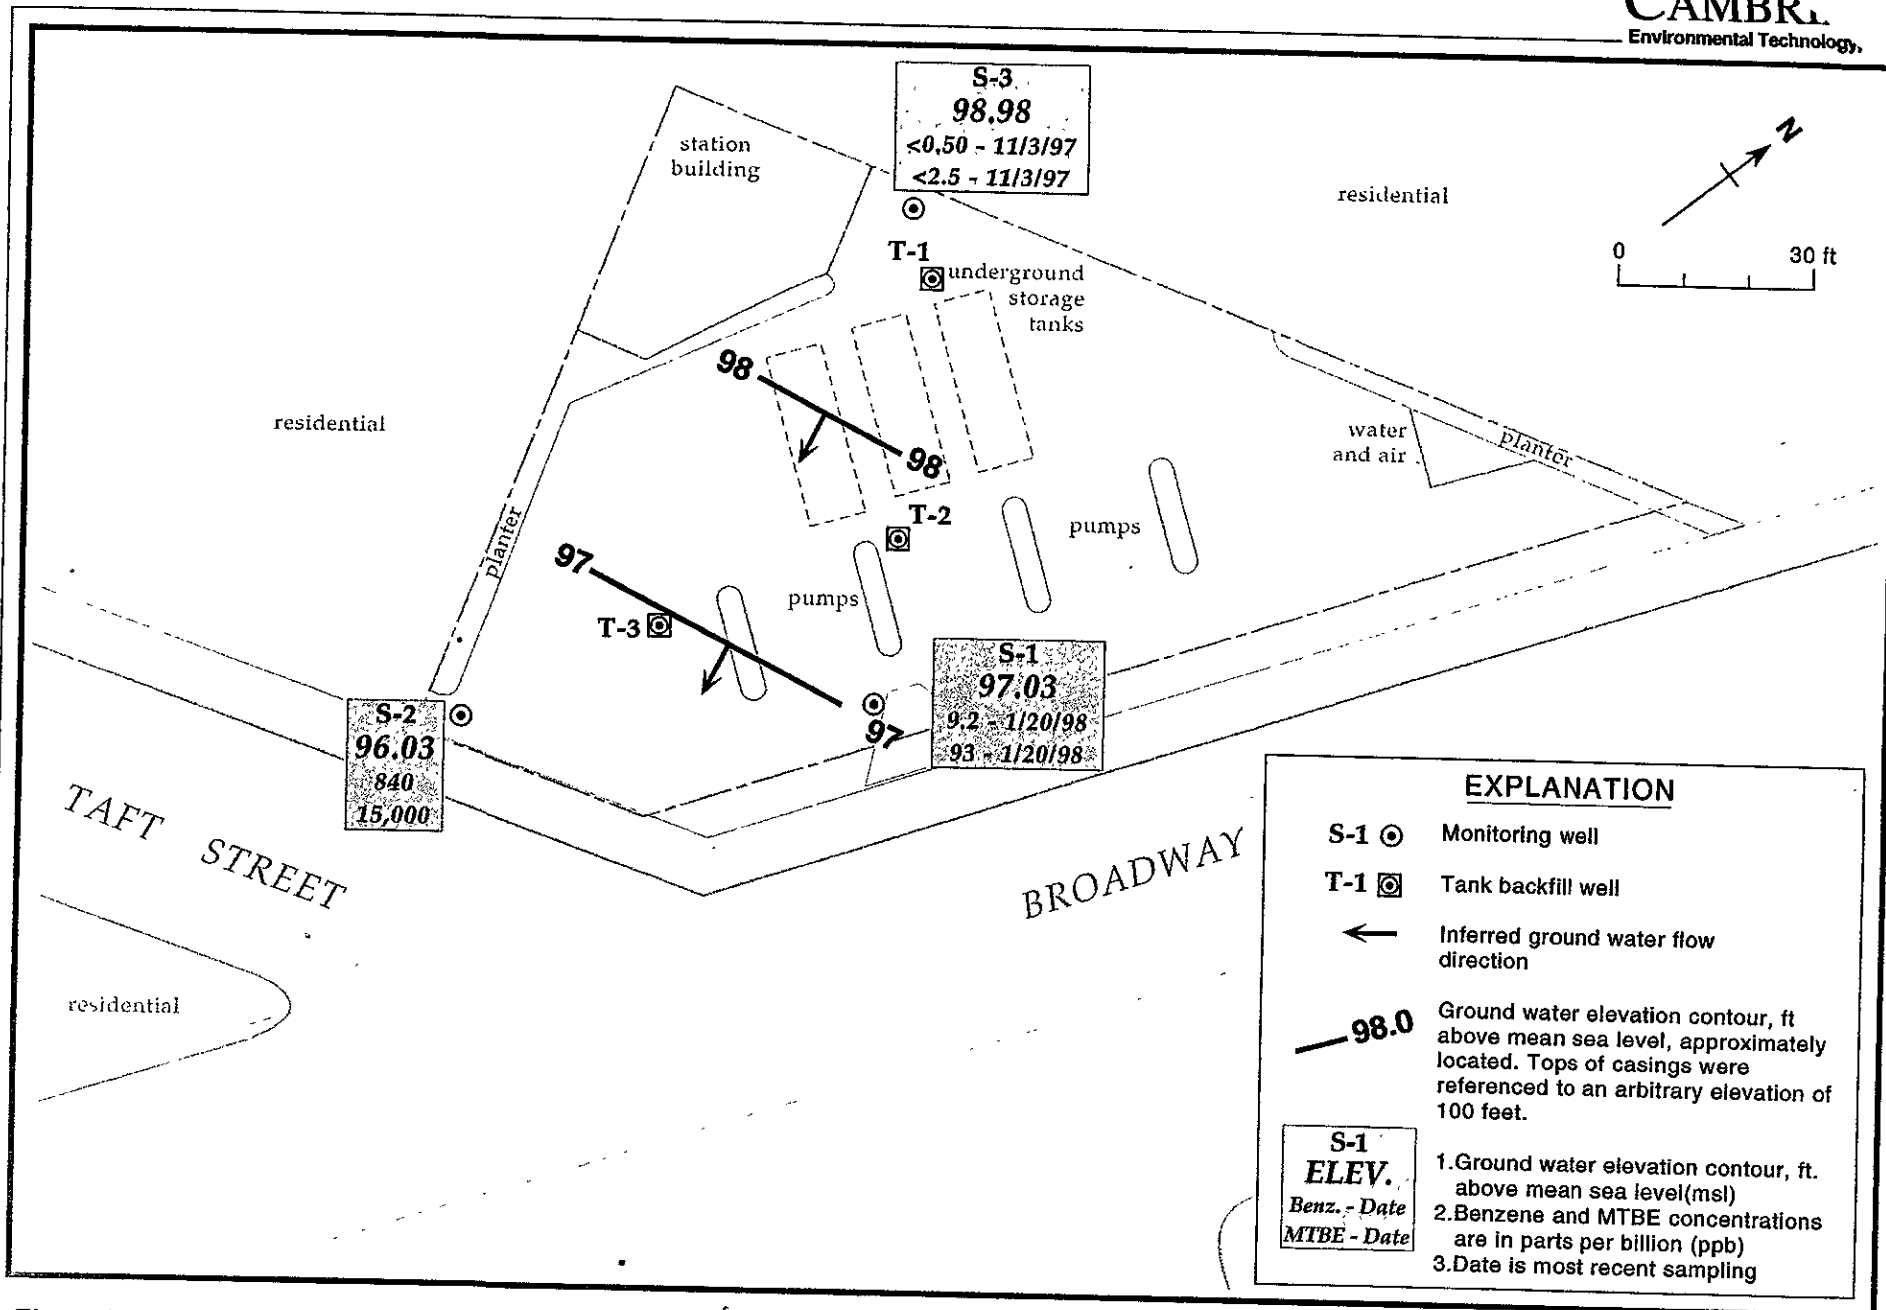 Environmental Technology,
S-3
98.98
<0.50 - 11/3/97
<2.5 - 11/3/97
N
station
building
residential
0 30 ft
T-1
underground
storage
tanks
98
98
residential
water
and air
planter
T-2
pumps
planter
97
pumps
T-3
S-1
97.03
9.2 - 1/20/98
93 - 1/20/98
97
S-2
96.03
840
15,000
TAFT STREET
BROADWAY
residential
EXPLANATION
S-1 Monitoring well
T-1 Tank backfill well
Inferred ground water flow
direction
98.0
Ground water elevation contour, ft
above mean sea level, approximately
located. Tops of casings were
referenced to an arbitrary elevation of
100 feet.
S-1
ELEV.
Benz. - Date
MTBE - Date
1.Ground water elevation contour, ft.
above mean sea level(msl)
2.Benzene and MTBE concentrations
are in parts per billion (ppb)
3.Date is most recent sampling